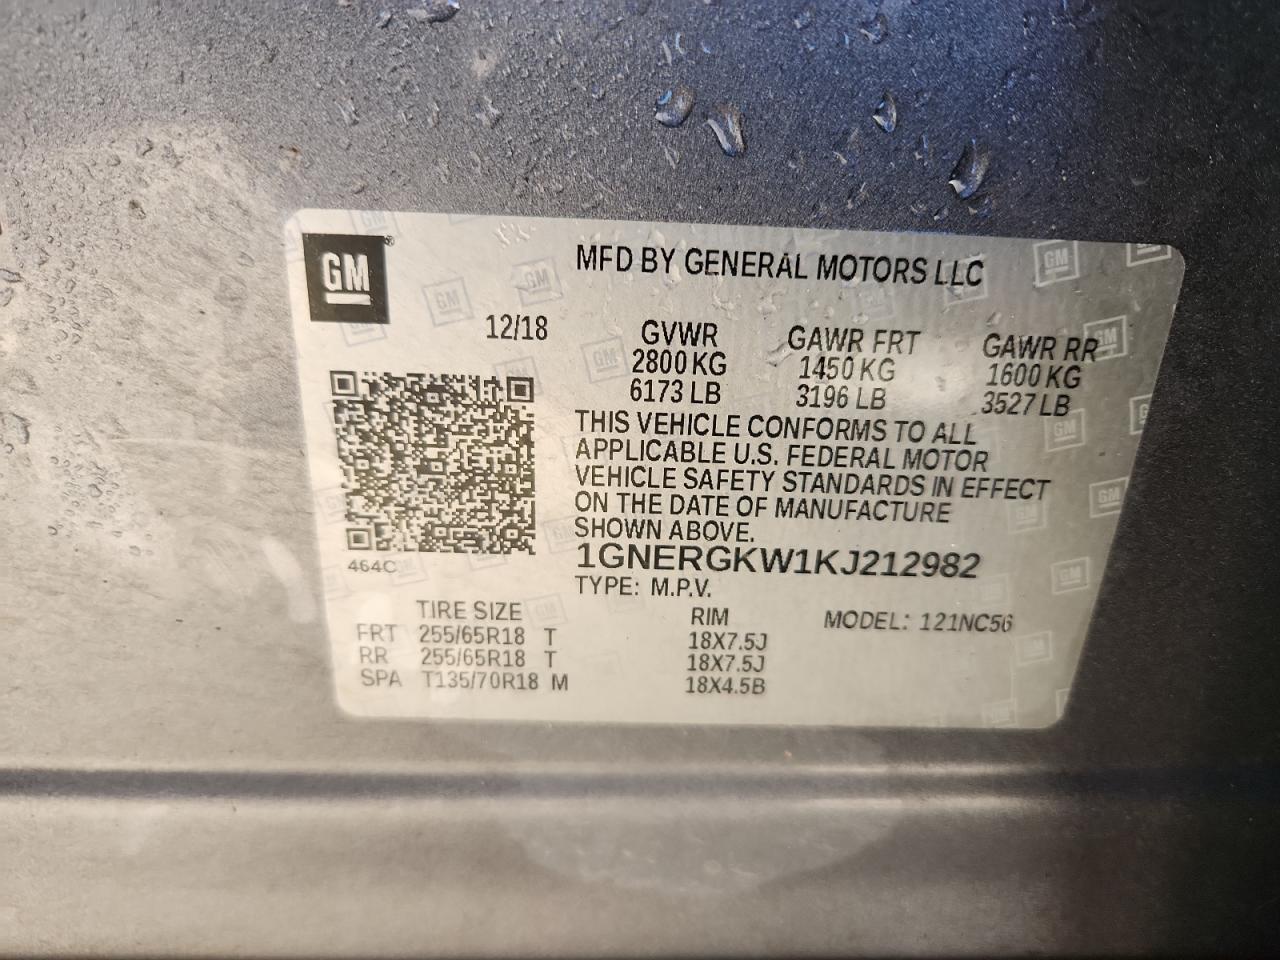 GM
MFD BY GENERAL MOTORS LLC
12/18 GVWR GAWR FRT GAWR RR
2800 KG 1450 KG 1600 KG
6173 LB 3196 LB 3527 LB
THIS VEHICLE CONFORMS TO ALL
APPLICABLE U.S. FEDERAL MOTOR
VEHICLE SAFETY STANDARDS IN EFFECT
ON THE DATE OF MANUFACTURE
SHOWN ABOVE.
464C
1GNERGKW1KJ212982
TYPE: M.P.V.
TIRE SIZE RIM MODEL: 121NC56
FRT 255/65R18 T 18X7.5J
RR 255/65R18 T 18X7.5J
SPA T135/70R18 M 18X4.5B